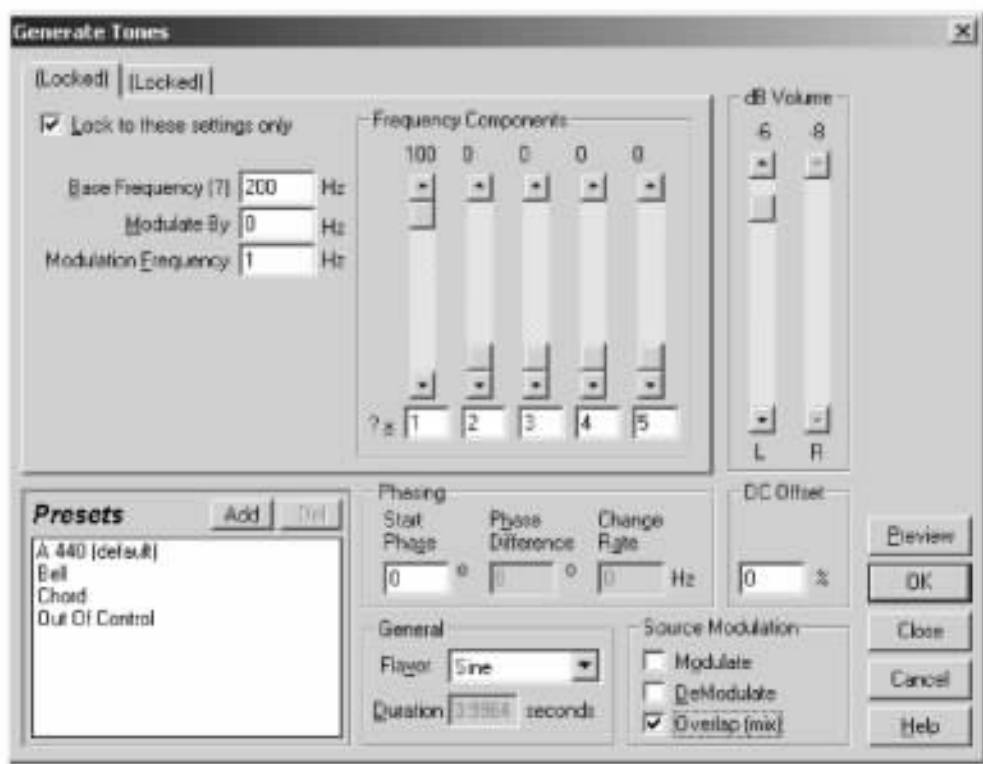 Generate Tones
(Locked) (Locked)
Lock to these settings only
Base Frequency (?) 200 Hz
Modulate By 0 Hz
Modulation Frequency 1 Hz
Frequency Components
100 0 0 0 0
? x 1 2 3 4 5
dB Volume
-6 -8
L R
Presets Add Del
A 440 (default)
Bell
Chord
Out Of Control
Phasing
Start Phase Phase Difference Change Rate
0 ° 0 ° 0 Hz
DC Offset
0 %
General
Flavor Sine
Duration seconds
Source Modulation
Modulate
DeModulate
Overlap (mix)
Preview
OK
Close
Cancel
Help